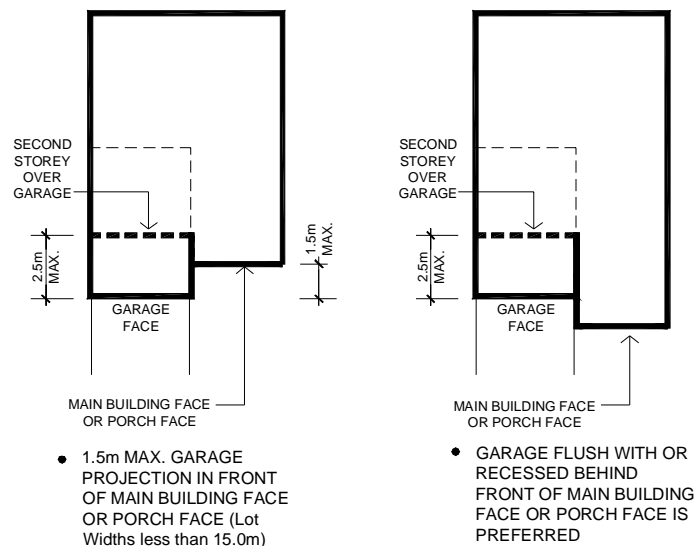 SECOND
STOREY
OVER
GARAGE
2.5m
MAX.
1.5m
MAX.
GARAGE
FACE
MAIN BUILDING FACE
OR PORCH FACE
• 1.5m MAX. GARAGE
PROJECTION IN FRONT
OF MAIN BUILDING FACE
OR PORCH FACE (Lot
Widths less than 15.0m)
SECOND
STOREY
OVER
GARAGE
2.5m
MAX.
GARAGE
FACE
MAIN BUILDING FACE
OR PORCH FACE
• GARAGE FLUSH WITH OR
RECESSED BEHIND
FRONT OF MAIN BUILDING
FACE OR PORCH FACE IS
PREFERRED